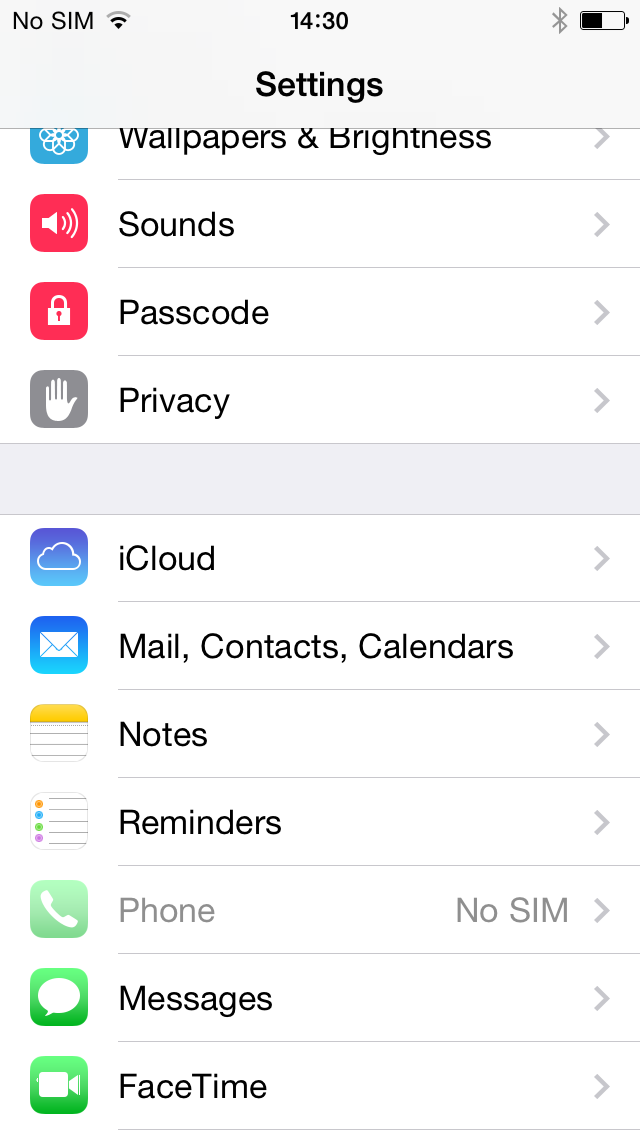 No SIM 14:30
Settings
Wallpapers & Brightness
Sounds
Passcode
Privacy
iCloud
Mail, Contacts, Calendars
Notes
Reminders
Phone No SIM
Messages
FaceTime